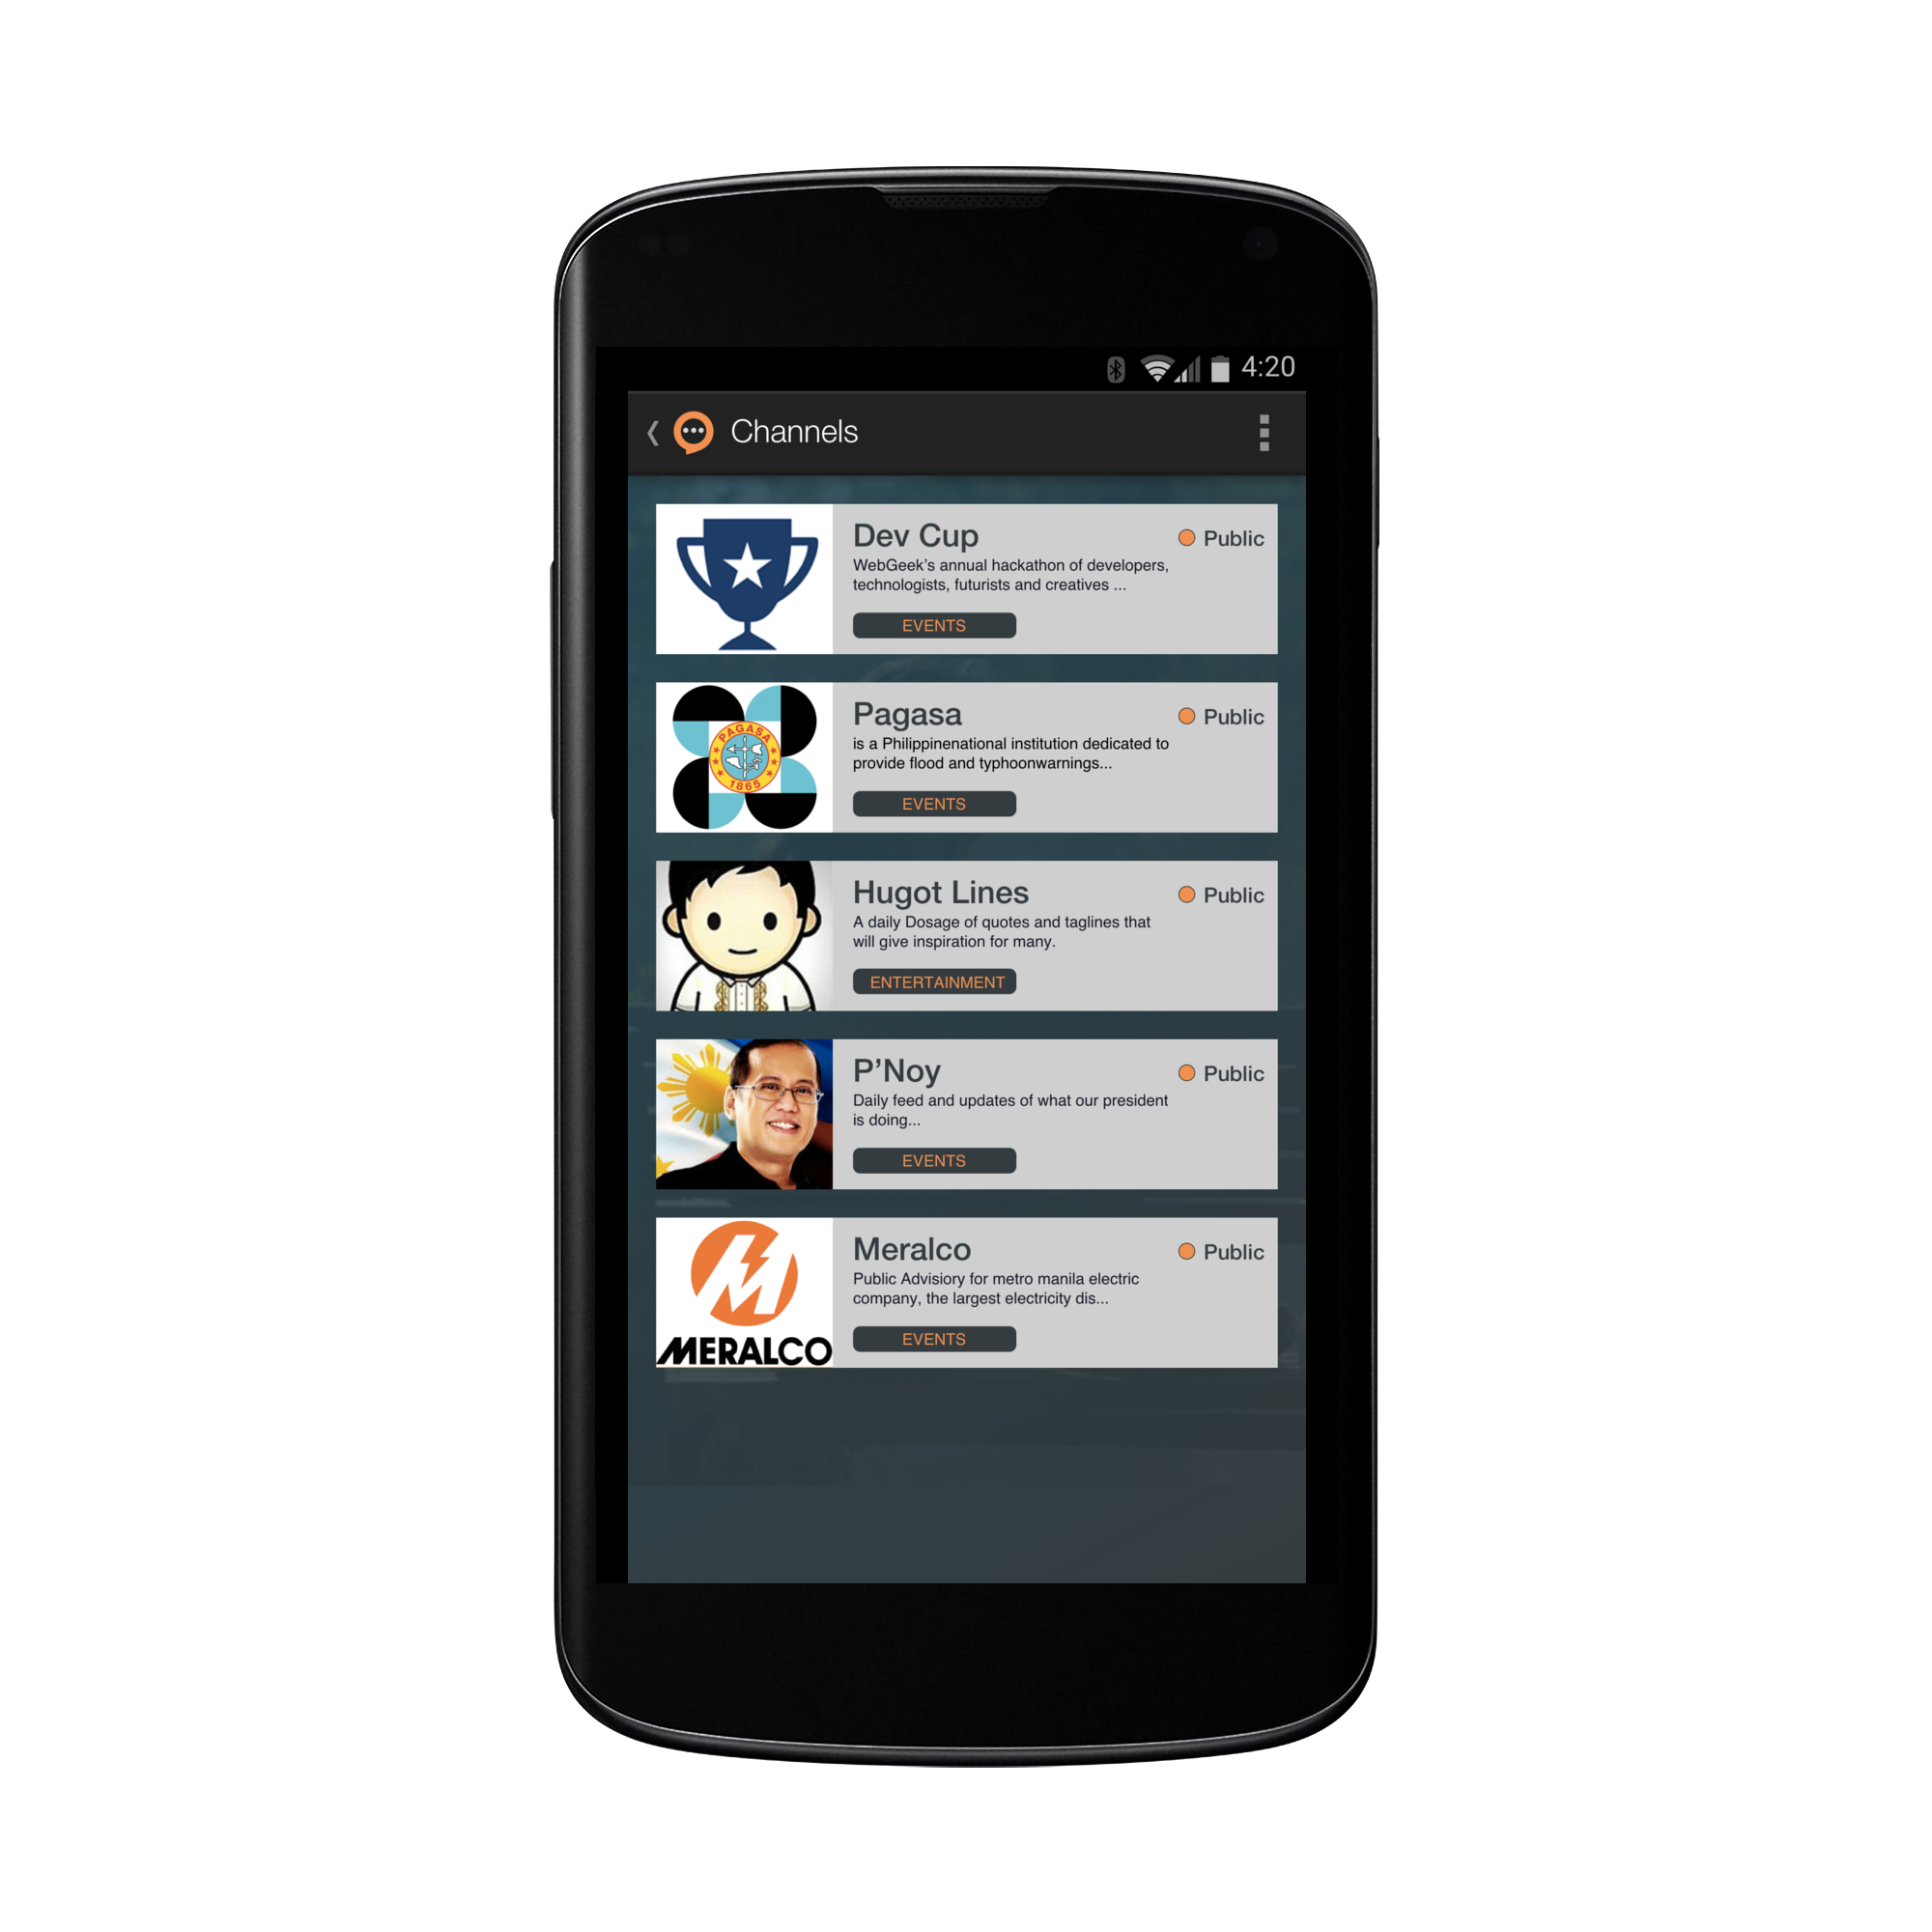 4:20
Channels
Dev Cup
Public
WebGeek’s annual hackathon of developers,
technologists, futurists and creatives ...
EVENTS
PAGASA
1865
Pagasa
Public
is a Philippinenational institution dedicated to
provide flood and typhoonwarnings...
EVENTS
Hugot Lines
Public
A daily Dosage of quotes and taglines that
will give inspiration for many.
ENTERTAINMENT
P’Noy
Public
Daily feed and updates of what our president
is doing...
EVENTS
MERALCO
Meralco
Public
Public Advisiory for metro manila electric
company, the largest electricity dis...
EVENTS